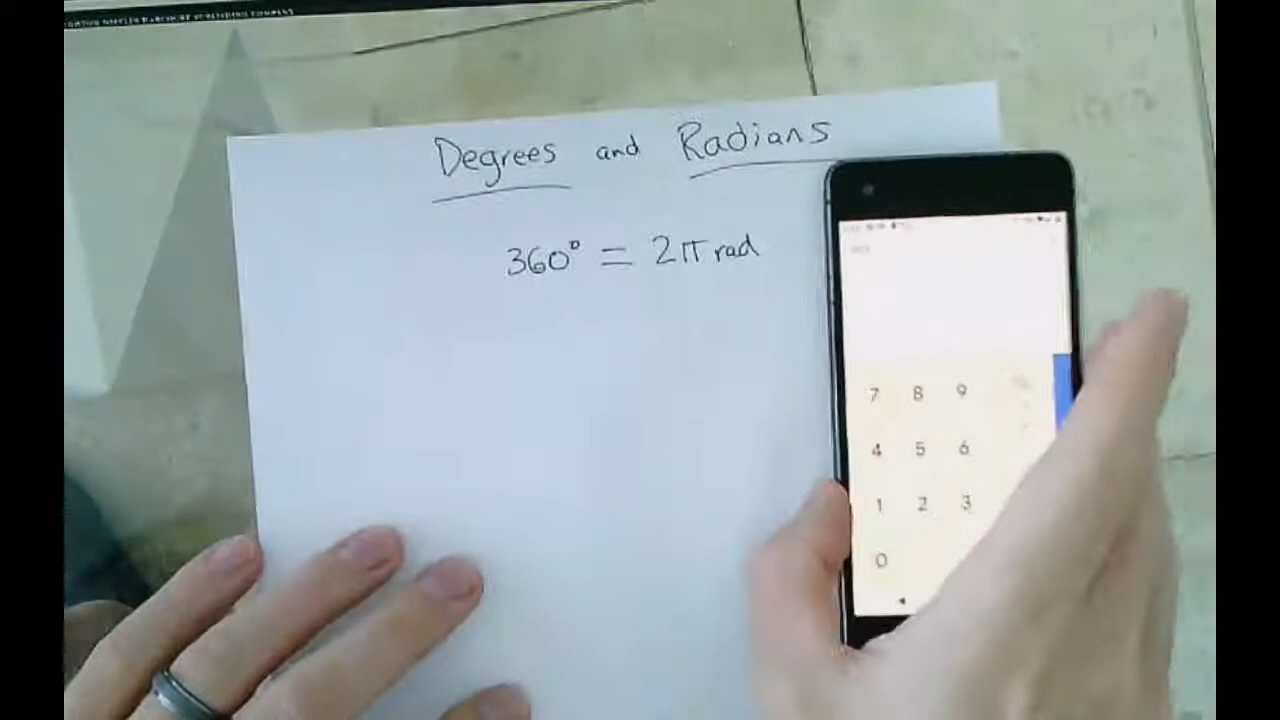 Degrees and Radians
360° = 2π rad
7 8 9
4 5 6
1 2 3
0